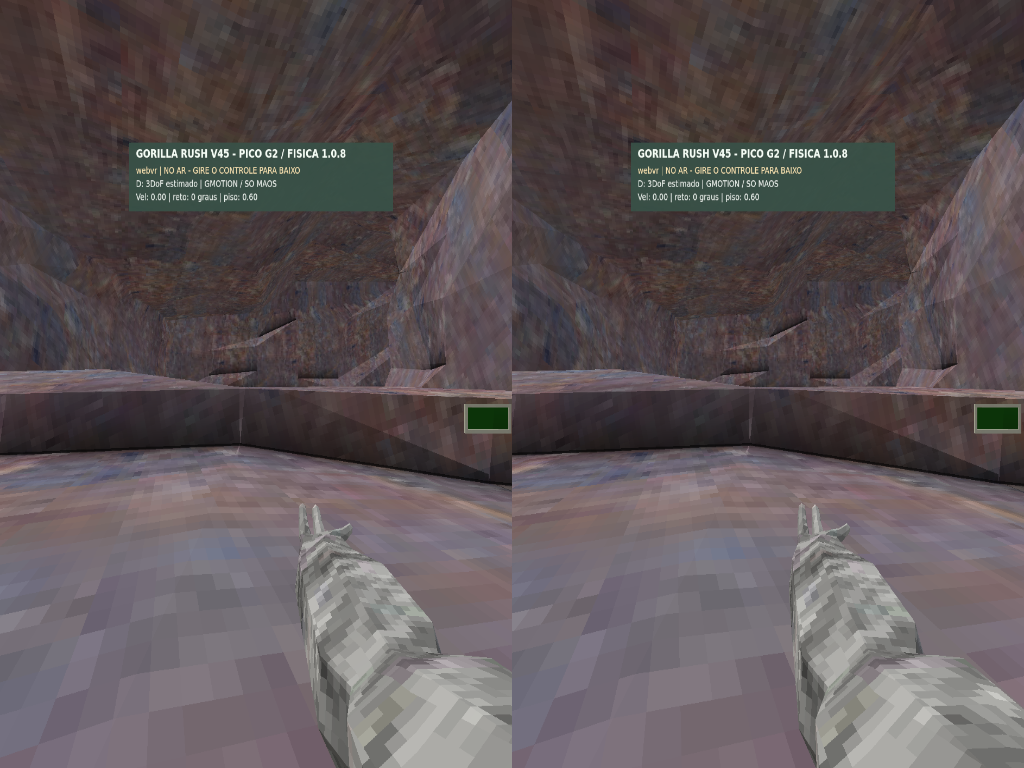 GORILLA RUSH V45 - PICO G2 / FISICA 1.0.8
webvr | NO AR - GIRE O CONTROLE PARA BAIXO
D: 3DoF estimado | GMOTION / SO MAOS
Vel: 0.00 | reto: 0 graus | piso: 0.60
GORILLA RUSH V45 - PICO G2 / FISICA 1.0.8
webvr | NO AR - GIRE O CONTROLE PARA BAIXO
D: 3DoF estimado | GMOTION / SO MAOS
Vel: 0.00 | reto: 0 graus | piso: 0.60